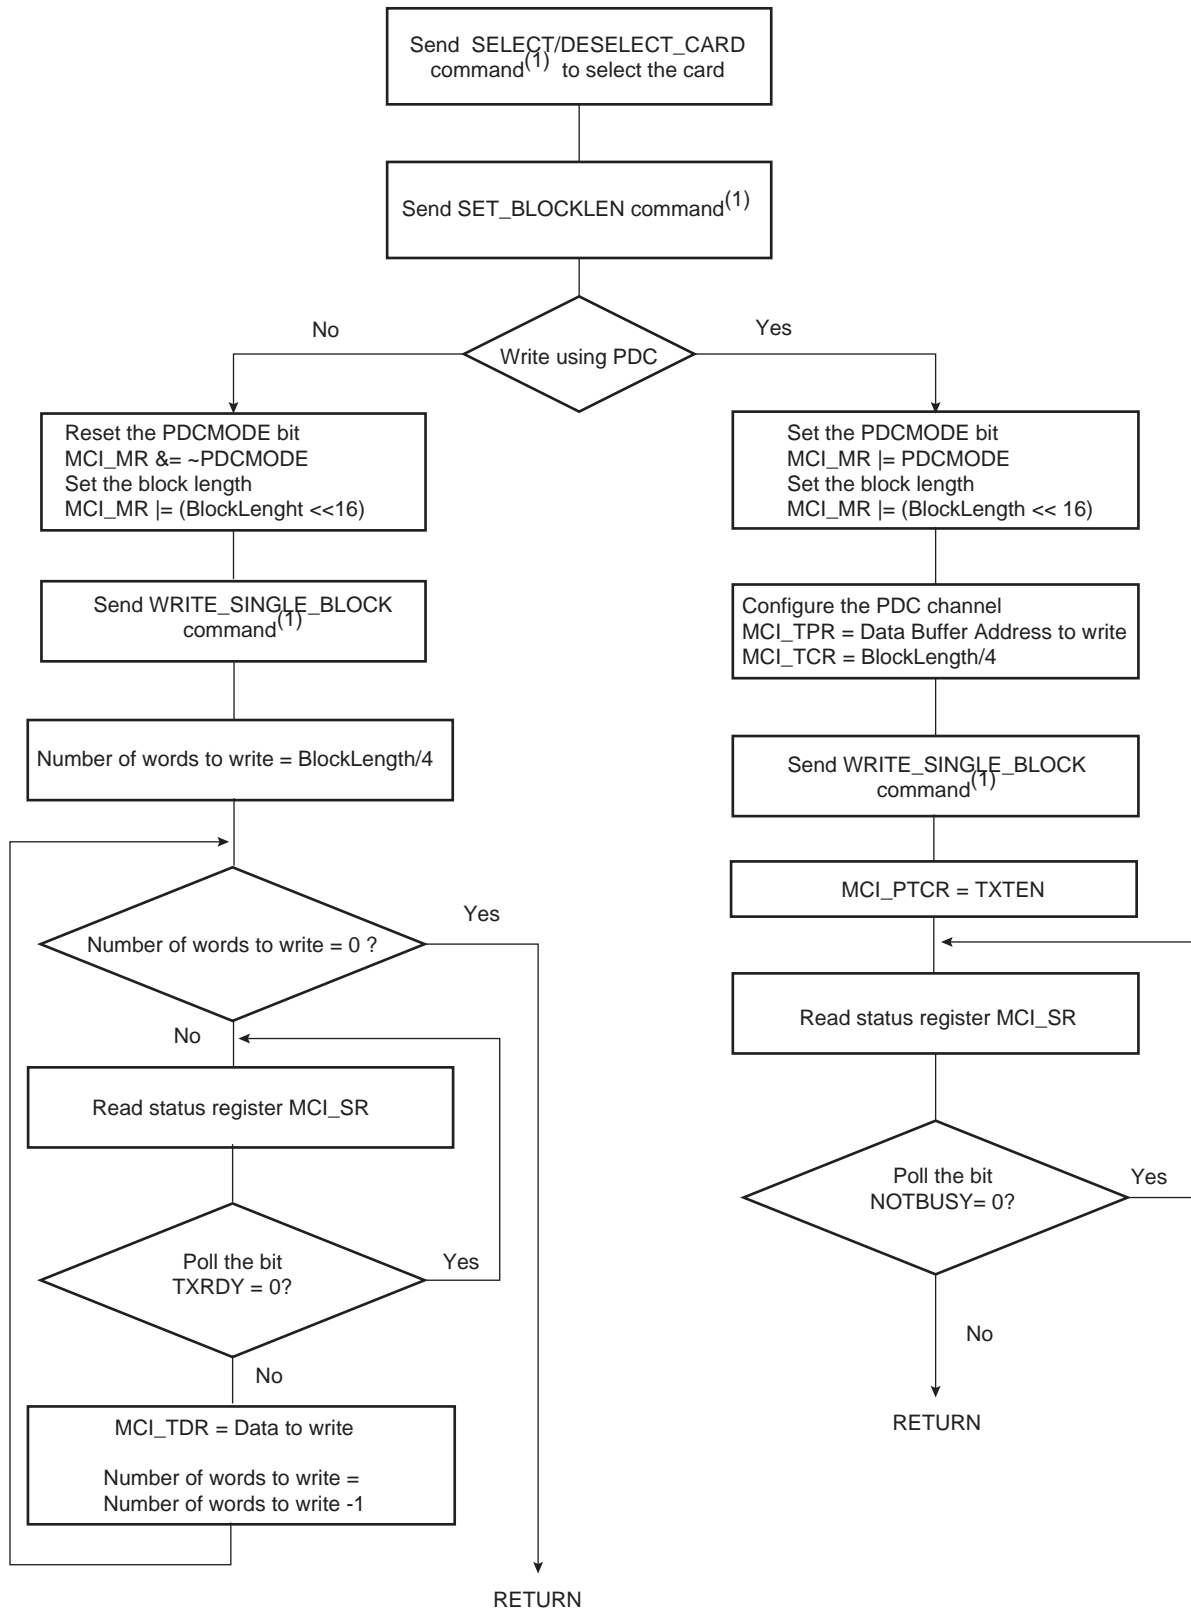 Send SELECT/DESELECT_CARD
command(1) to select the card
Send SET_BLOCKLEN command(1)
No
Yes
Write using PDC
Reset the PDCMODE bit
MCI_MR &= ~PDCMODE
Set the block length
MCI_MR |= (BlockLenght <<16)
Send WRITE_SINGLE_BLOCK
command(1)
Number of words to write = BlockLength/4
Number of words to write = 0 ?
Yes
No
Read status register MCI_SR
Poll the bit
TXRDY = 0?
Yes
No
MCI_TDR = Data to write
Number of words to write =
Number of words to write -1
RETURN
Set the PDCMODE bit
MCI_MR |= PDCMODE
Set the block length
MCI_MR |= (BlockLength << 16)
Configure the PDC channel
MCI_TPR = Data Buffer Address to write
MCI_TCR = BlockLength/4
Send WRITE_SINGLE_BLOCK
command(1)
MCI_PTCR = TXTEN
Read status register MCI_SR
Poll the bit
NOTBUSY= 0?
Yes
No
RETURN